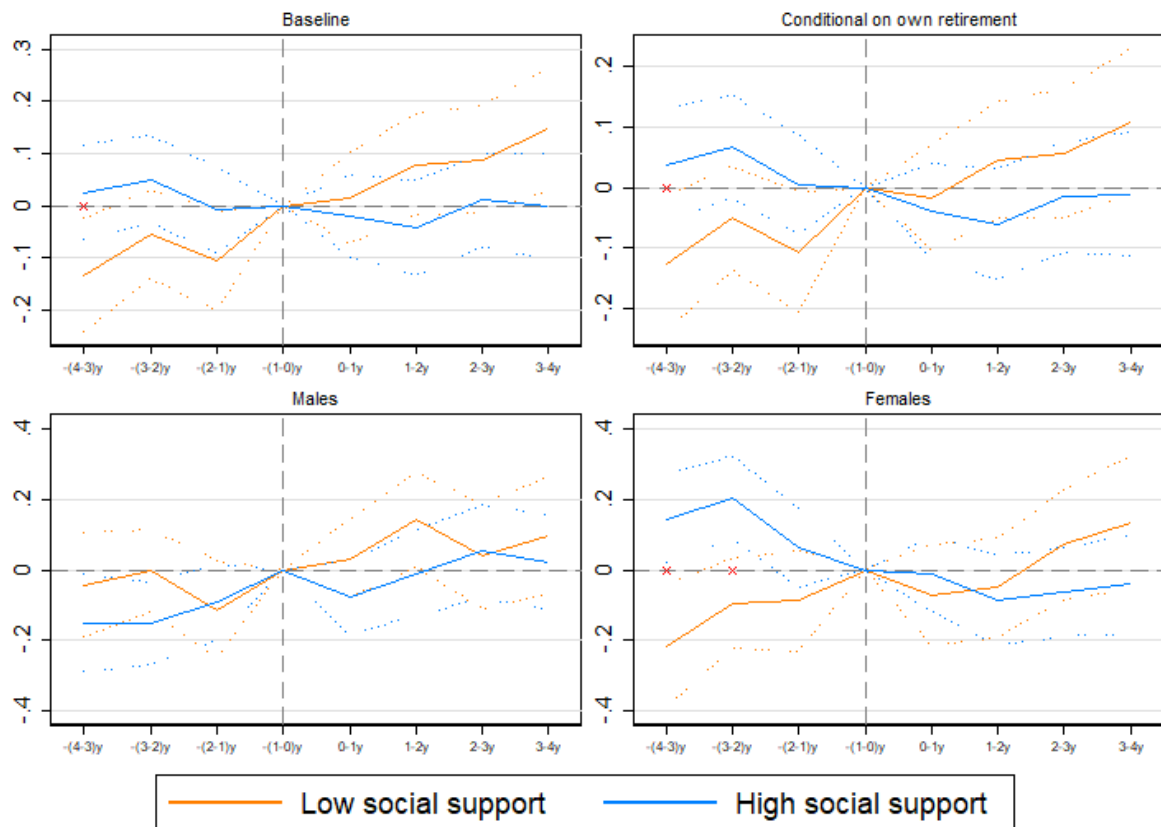 Baseline
.3
.2
.1
0
-.1
-.2
-(4-3)y -(3-2)y -(2-1)y -(1-0)y 0-1y 1-2y 2-3y 3-4y
Conditional on own retirement
.2
.1
0
-.1
-.2
-(4-3)y -(3-2)y -(2-1)y -(1-0)y 0-1y 1-2y 2-3y 3-4y
Males
.4
.2
0
-.2
-.4
-(4-3)y -(3-2)y -(2-1)y -(1-0)y 0-1y 1-2y 2-3y 3-4y
Females
.4
.2
0
-.2
-.4
-(4-3)y -(3-2)y -(2-1)y -(1-0)y 0-1y 1-2y 2-3y 3-4y
Low social support High social support